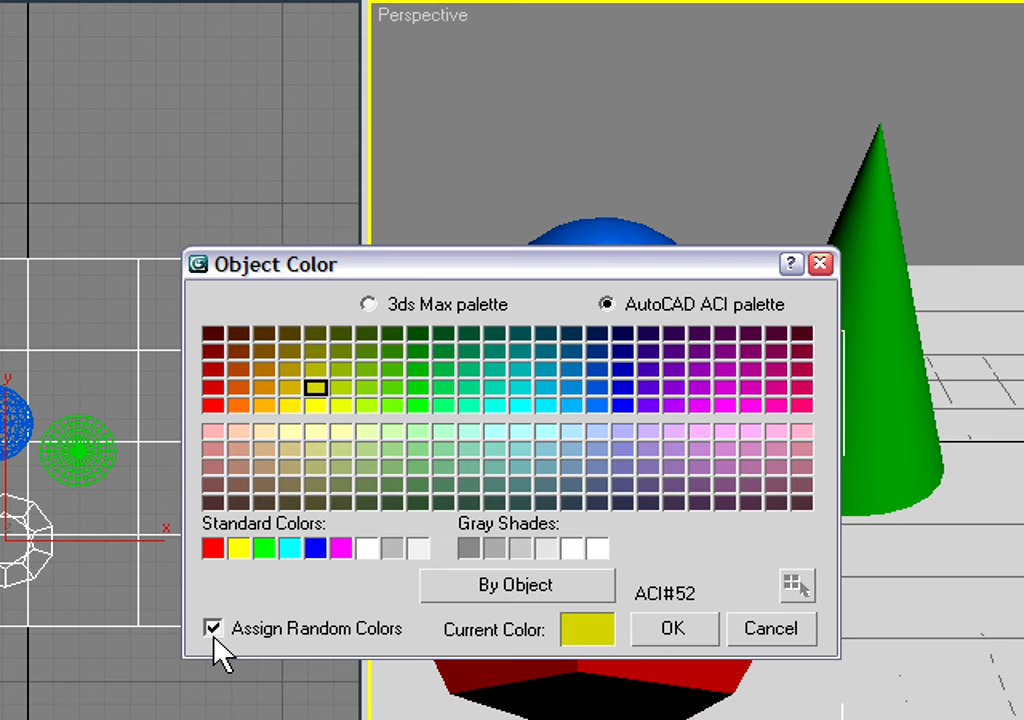 Perspective
Object Color
?
3ds Max palette
AutoCAD ACI palette
y
x
Standard Colors:
Gray Shades:
By Object
ACI#52
Assign Random Colors
Current Color:
OK
Cancel